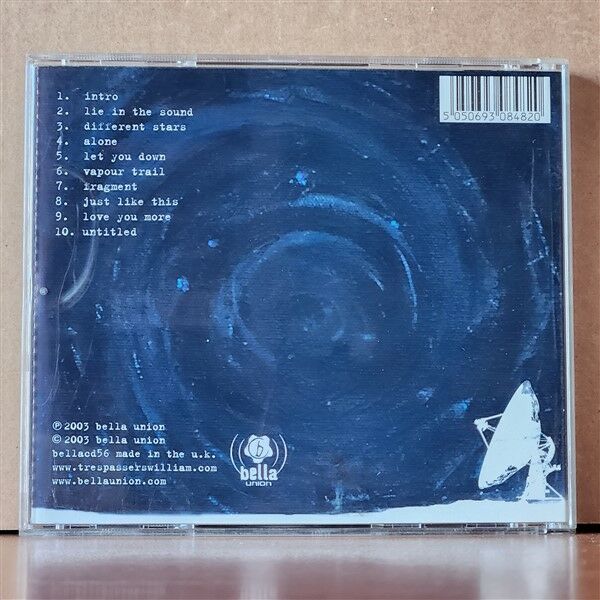 1. intro
2. lie in the sound
3. different stars
4. alone
5. let you down
6. vapour trail
7. fragment
8. just like this
9. love you more
10. untitled
5 050693 084820
℗ 2003 bella union
© 2003 bella union
bellacd56 made in the u.k.
www.trespasserswilliam.com
www.bellaunion.com
b
bella
union